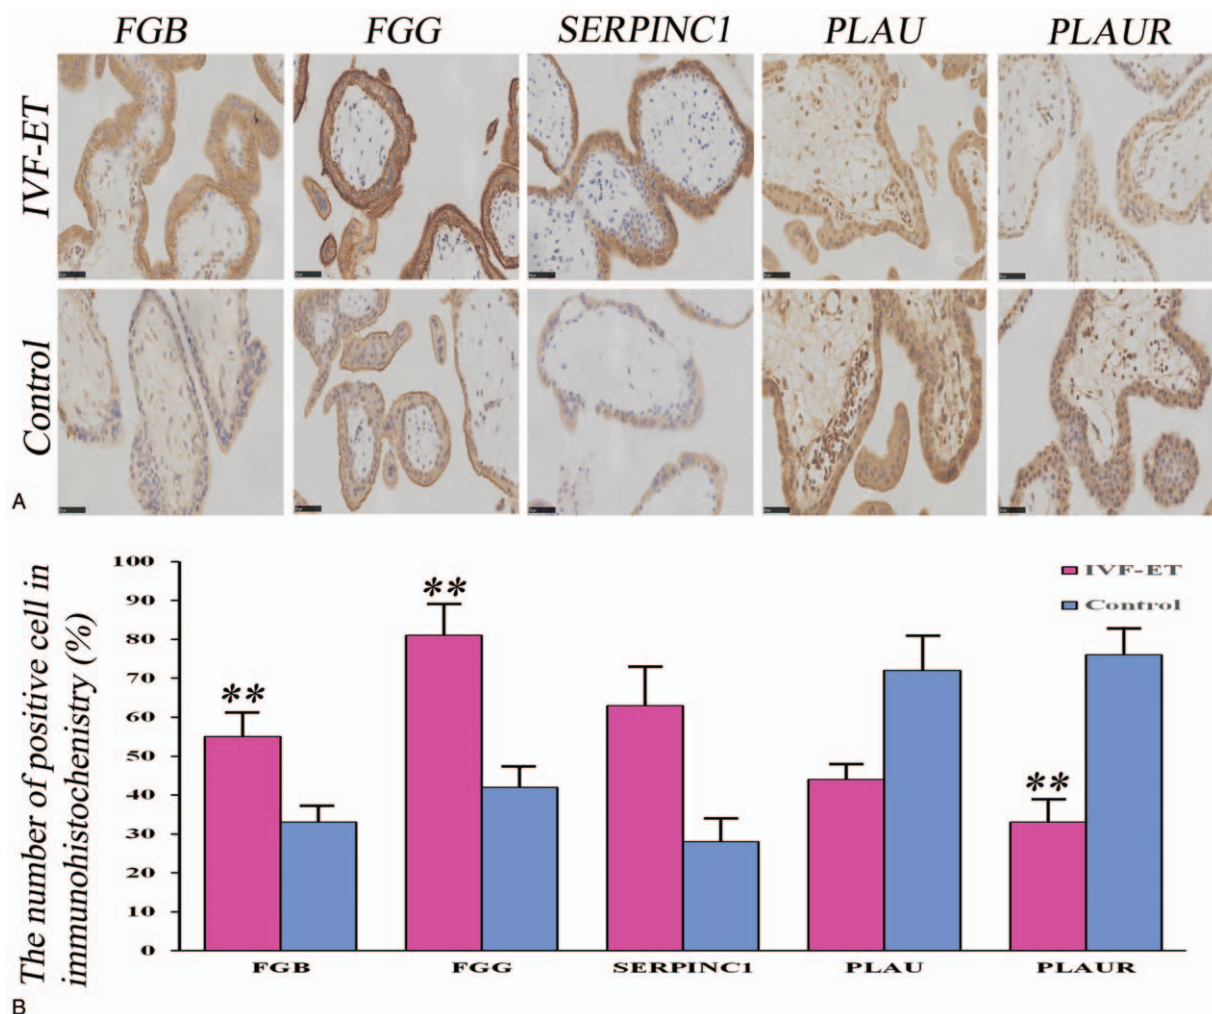 FGB FGG SERPINC1 PLAU PLAUR
IVF-ET
Control
A
The number of positive cell in
immunohistochenistry (%)
100
90
80
70
60
50
40
30
20
10
0
**
**
**
IVF-ET
Control
FGB FGG SERPINC1 PLAU PLAUR
B